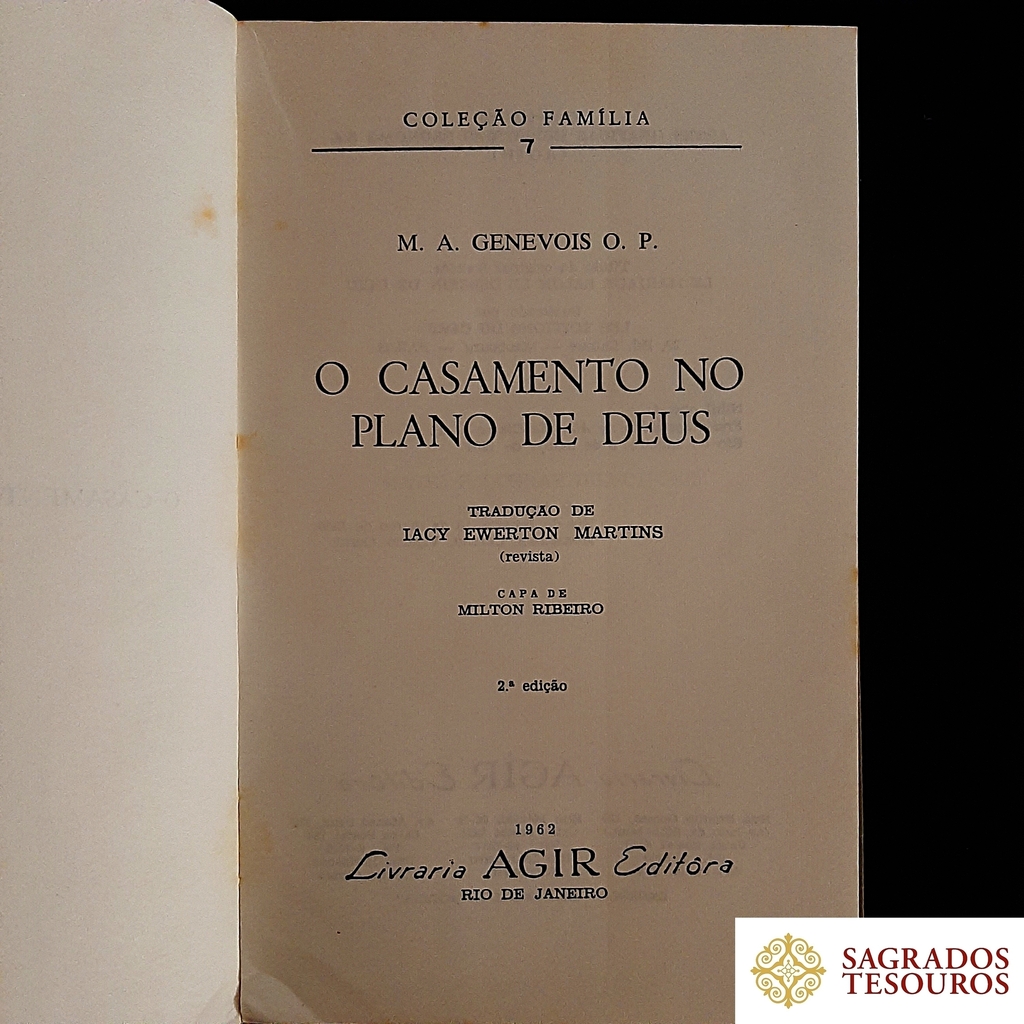 COLEÇÃO FAMÍLIA
7
M. A. GENEVOIS O. P.
O CASAMENTO NO
PLANO DE DEUS
TRADUÇÃO DE
IACY EWERTON MARTINS
(revista)
CAPA DE
MILTON RIBEIRO
2.ª edição
1962
Livraria AGIR Editôra
RIO DE JANEIRO
SAGRADOS
TESOUROS